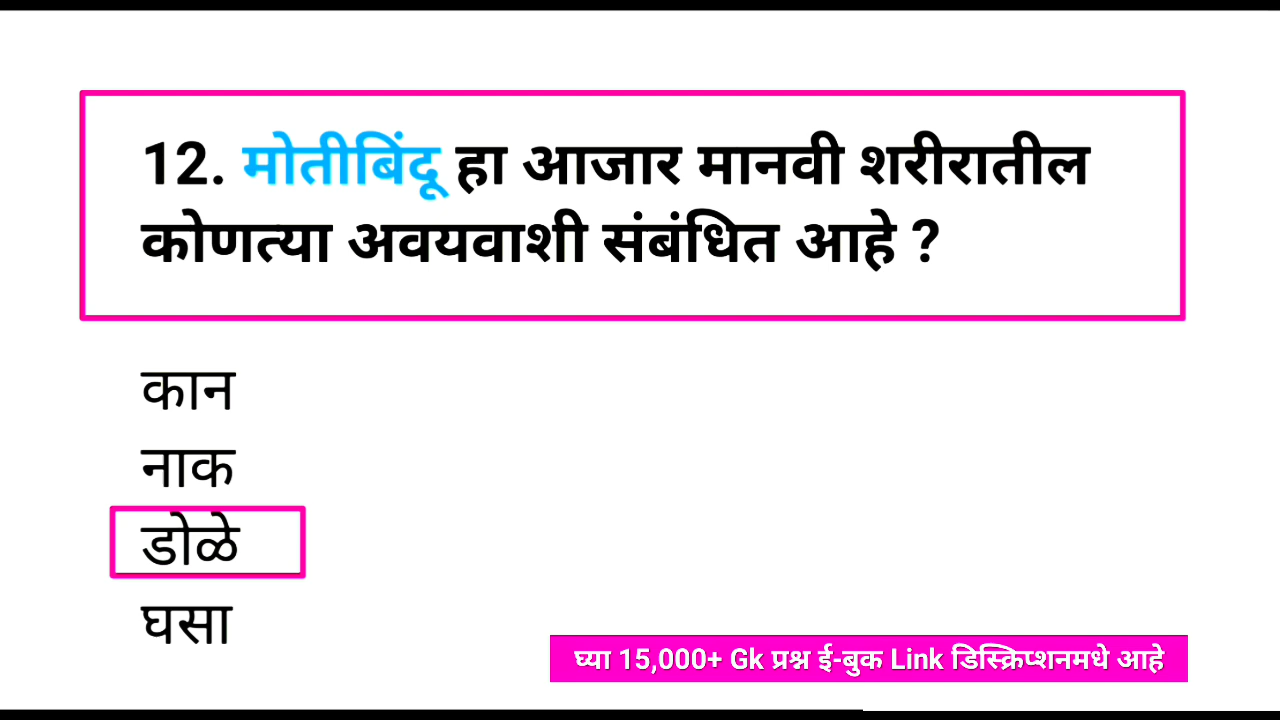 12. मोतीबिंदू हा आजार मानवी शरीरातील
कोणत्या अवयवाशी संबंधित आहे ?
कान
नाक
डोळे
घसा
घ्या 15,000+ Gk प्रश्न ई-बुक Link डिस्क्रिप्शनमधे आहे